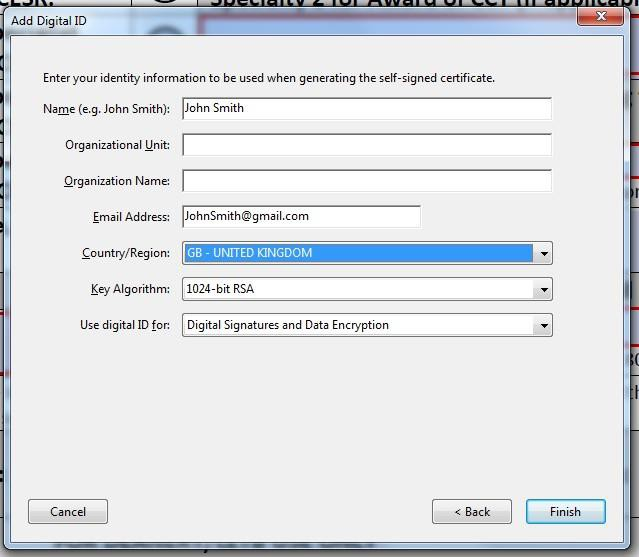 Specialty 2 for Award of CCT (if applicab
Add Digital ID
Enter your identity information to be used when generating the self-signed certificate.
Name (e.g. John Smith): John Smith
Organizational Unit:
Organization Name:
Email Address: JohnSmith@gmail.com
Country/Region: GB - UNITED KINGDOM
Key Algorithm: 1024-bit RSA
Use digital ID for: Digital Signatures and Data Encryption
Cancel < Back Finish